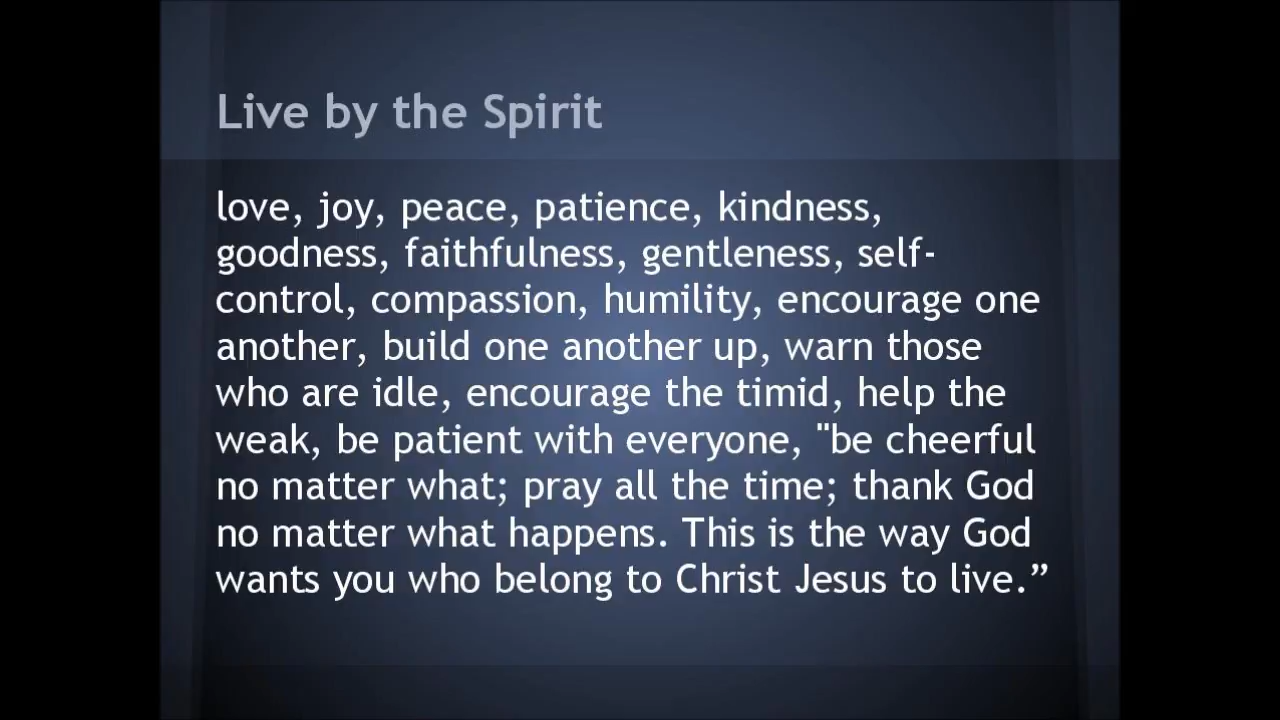 Live by the Spirit
love, joy, peace, patience, kindness,
goodness, faithfulness, gentleness, self-
control, compassion, humility, encourage one
another, build one another up, warn those
who are idle, encourage the timid, help the
weak, be patient with everyone, "be cheerful
no matter what; pray all the time; thank God
no matter what happens. This is the way God
wants you who belong to Christ Jesus to live.”